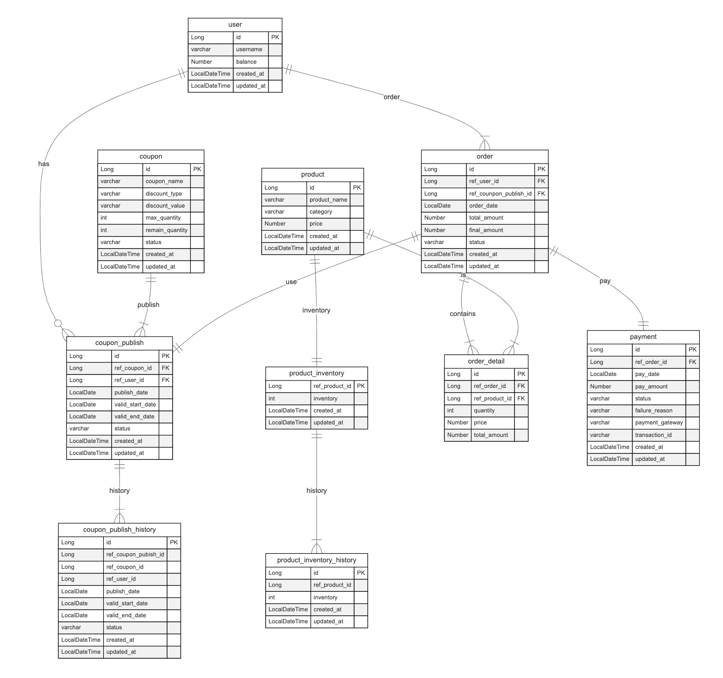 user
Long id PK
varchar username
Number balance
LocalDateTime created_at
LocalDateTime updated_at
order
has
coupon
Long id PK
varchar coupon_name
varchar discount_type
varchar discount_value
int max_quantity
int remain_quantity
varchar status
LocalDateTime created_at
LocalDateTime updated_at
product
Long id PK
varchar product_name
varchar category
Number price
LocalDateTime created_at
LocalDateTime updated_at
order
Long id PK
Long ref_user_id FK
Long ref_counpon_publish_id FK
LocalDate order_date
Number total_amount
Number final_amount
varchar status
LocalDateTime created_at
LocalDateTime updated_at
use
pay
publish
inventory
contains
coupon_publish
Long id PK
Long ref_coupon_id FK
Long ref_user_id FK
LocalDate publish_date
LocalDate valid_start_date
LocalDate valid_end_date
varchar status
LocalDateTime created_at
LocalDateTime updated_at
product_inventory
Long ref_product_id PK
int inventory
LocalDateTime created_at
LocalDateTime updated_at
order_detail
Long id PK
Long ref_order_id FK
Long ref_product_id FK
int quantity
Number price
Number total_amount
payment
Long id PK
Long ref_order_id FK
LocalDate pay_date
Number pay_amount
varchar status
varchar failure_reason
varchar payment_gateway
varchar transaction_id
LocalDateTime created_at
LocalDateTime updated_at
history
history
coupon_publish_history
Long id PK
Long ref_coupon_pubish_id
Long ref_coupon_id
Long ref_user_id
LocalDate publish_date
LocalDate valid_start_date
LocalDate valid_end_date
varchar status
LocalDateTime created_at
LocalDateTime updated_at
product_inventory_history
Long id PK
Long ref_product_id
int inventory
LocalDateTime created_at
LocalDateTime updated_at